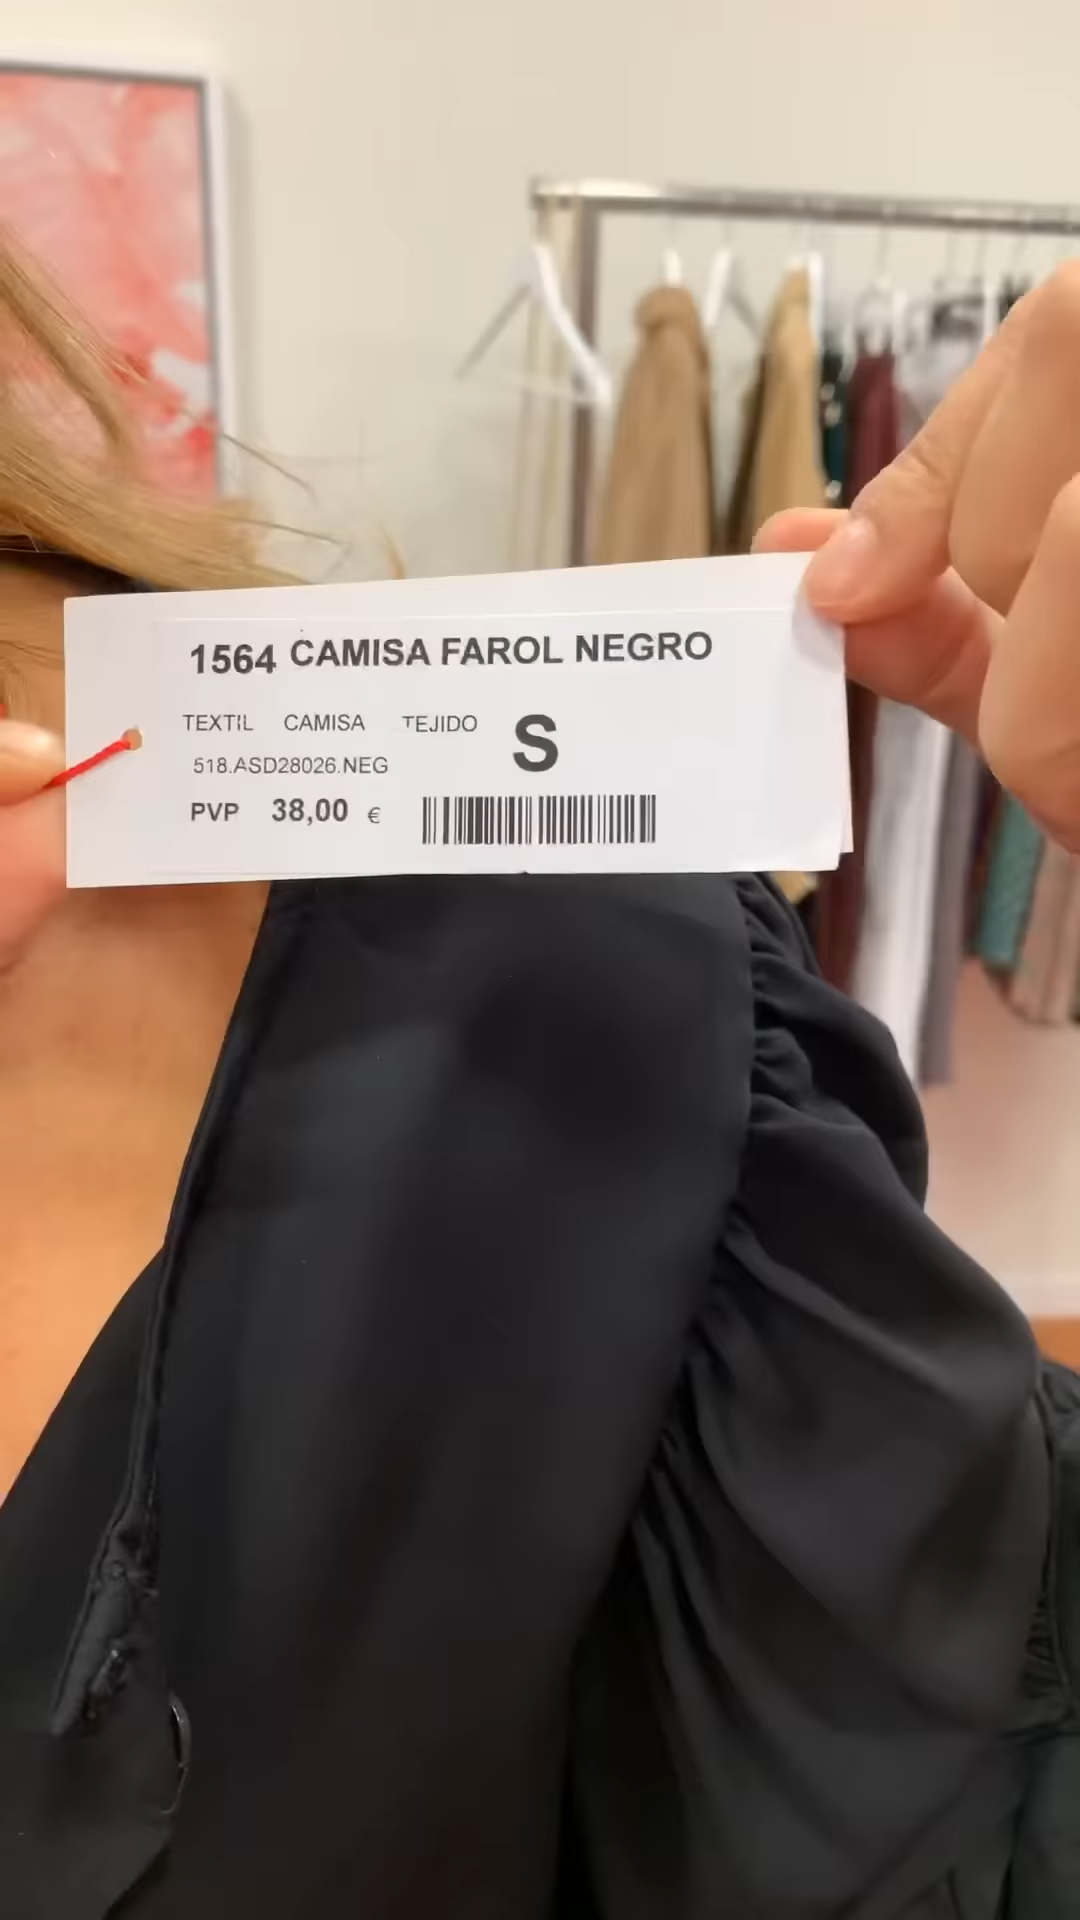 1564 CAMISA FAROL NEGRO
TEXTIL CAMISA TEJIDO S
518.ASD28026.NEG
PVP 38,00 €